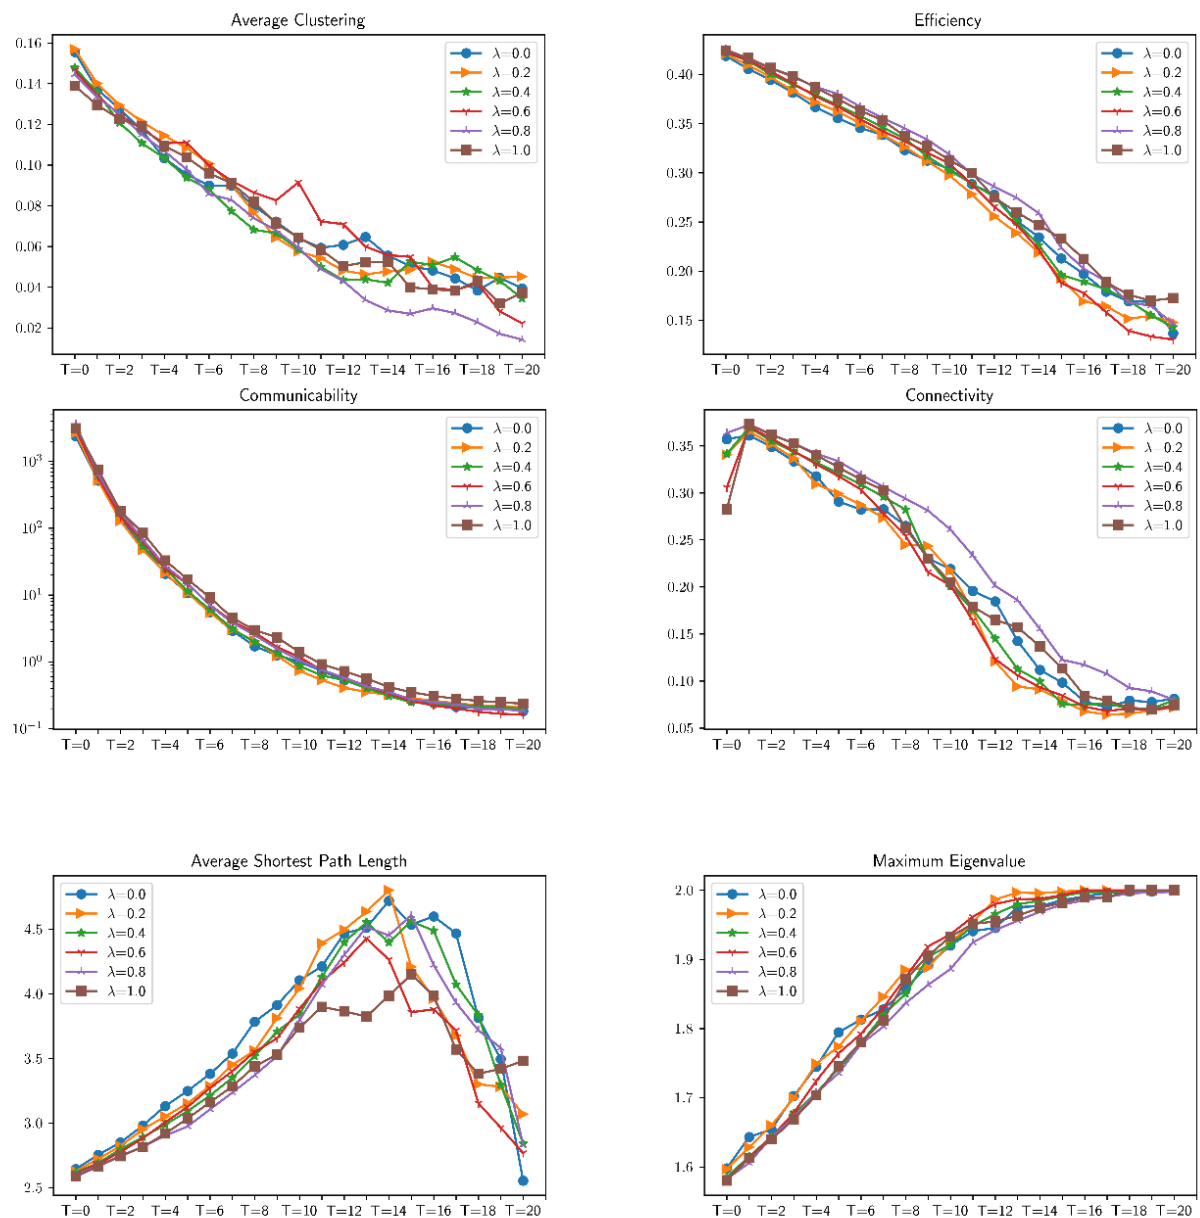 Average Clustering
0.16
0.14
0.12
0.10
0.08
0.06
0.04
0.02
λ=0.0
λ=0.2
λ=0.4
λ=0.6
λ=0.8
λ=1.0
T=0 T=2 T=4 T=6 T=8 T=10 T=12 T=14 T=16 T=18 T=20
Efficiency
0.40
0.35
0.30
0.25
0.20
0.15
λ=0.0
λ=0.2
λ=0.4
λ=0.6
λ=0.8
λ=1.0
T=0 T=2 T=4 T=6 T=8 T=10 T=12 T=14 T=16 T=18 T=20
Communicability
10³
10²
10¹
10⁰
10⁻¹
λ=0.0
λ=0.2
λ=0.4
λ=0.6
λ=0.8
λ=1.0
T=0 T=2 T=4 T=6 T=8 T=10 T=12 T=14 T=16 T=18 T=20
Connectivity
0.35
0.30
0.25
0.20
0.15
0.10
0.05
λ=0.0
λ=0.2
λ=0.4
λ=0.6
λ=0.8
λ=1.0
T=0 T=2 T=4 T=6 T=8 T=10 T=12 T=14 T=16 T=18 T=20
Average Shortest Path Length
4.5
4.0
3.5
3.0
2.5
λ=0.0
λ=0.2
λ=0.4
λ=0.6
λ=0.8
λ=1.0
T=0 T=2 T=4 T=6 T=8 T=10 T=12 T=14 T=16 T=18 T=20
Maximum Eigenvalue
2.0
1.9
1.8
1.7
1.6
λ=0.0
λ=0.2
λ=0.4
λ=0.6
λ=0.8
λ=1.0
T=0 T=2 T=4 T=6 T=8 T=10 T=12 T=14 T=16 T=18 T=20